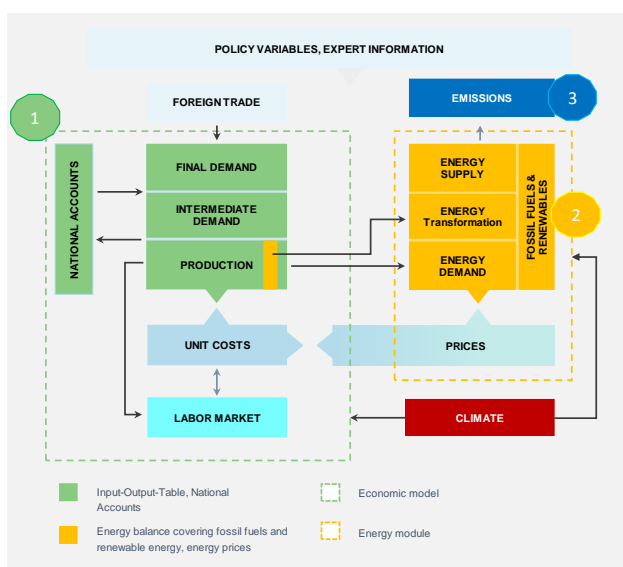 POLICY VARIABLES, EXPERT INFORMATION
FOREIGN TRADE
EMISSIONS
3
1
NATIONAL ACCOUNTS
FINAL DEMAND
INTERMEDIATE
DEMAND
PRODUCTION
ENERGY
SUPPLY
ENERGY
Transformation
ENERGY
DEMAND
FOSSIL FUELS &
RENEWABLES
2
UNIT COSTS
PRICES
LABOR MARKET
CLIMATE
Input-Output-Table, National
Accounts
Economic model
Energy balance covering fossil fuels and
renewable energy, energy prices
Energy module